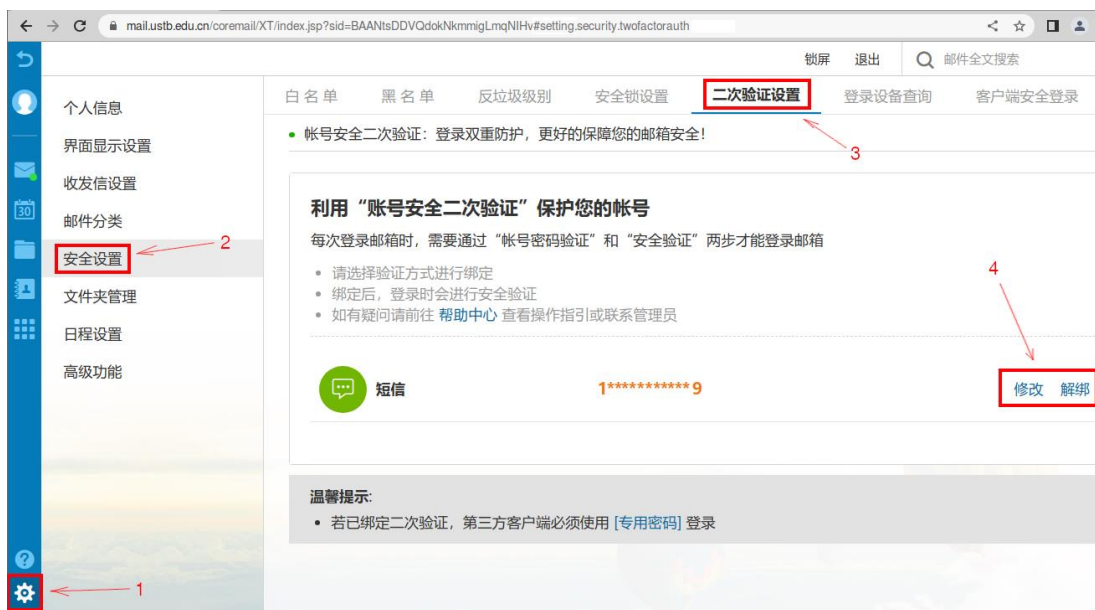 mail.ustb.edu.cn/coremail/XT/index.jsp?sid=BAANtsDDVQdokNkmmigLmqNIHv#setting.security.twofactorauth
锁屏 退出 邮件全文搜索
白名单 黑名单 反垃圾级别 安全锁设置 二次验证设置 登录设备查询 客户端安全登录
个人信息
界面显示设置
收发信设置
邮件分类
安全设置
文件夹管理
日程设置
高级功能
30
帐号安全二次验证：登录双重防护，更好的保障您的邮箱安全！
3
利用“账号安全二次验证”保护您的帐号
每次登录邮箱时，需要通过“帐号密码验证”和“安全验证”两步才能登录邮箱
2
请选择验证方式进行绑定
绑定后，登录时会进行安全验证
如有疑问请前往 帮助中心 查看操作指引或联系管理员
4
短信 1***********9 修改 解绑
温馨提示:
若已绑定二次验证，第三方客户端必须使用 [专用密码] 登录
?
1